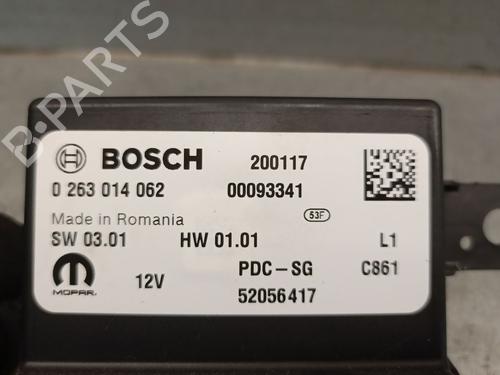 BOSCH 200117
0 263 014 062 00093341
Made in Romania 53F
SW 03.01 HW 01.01 L1
MOPAR 12V PDC-SG C861
52056417
B-PARTS